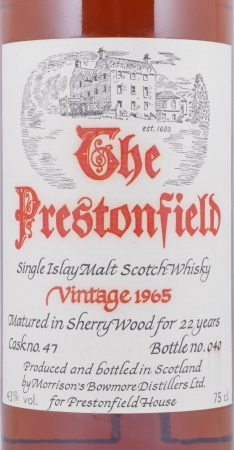 est. 1683
The
Prestonfield
Single Islay Malt Scotch Whisky
Vintage 1965
Matured in Sherry Wood for 22 years
Cask no. 47 Bottle no. 040
Produced and bottled in Scotland
by Morrison's Bowmore Distillers Ltd.
43% vol. for Prestonfield House 75 cl